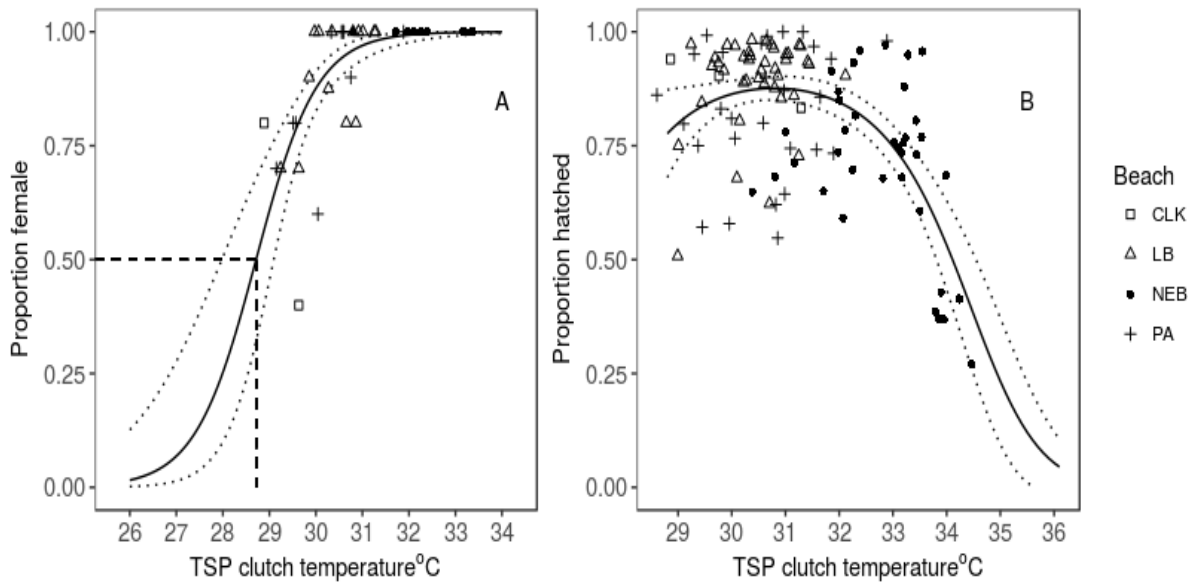 A
Proportion female
1.00
0.75
0.50
0.25
0.00
26 27 28 29 30 31 32 33 34
TSP clutch temperature°C
B
Proportion hatched
1.00
0.75
0.50
0.25
0.00
29 30 31 32 33 34 35 36
TSP clutch temperature°C
Beach
CLK
LB
NEB
PA